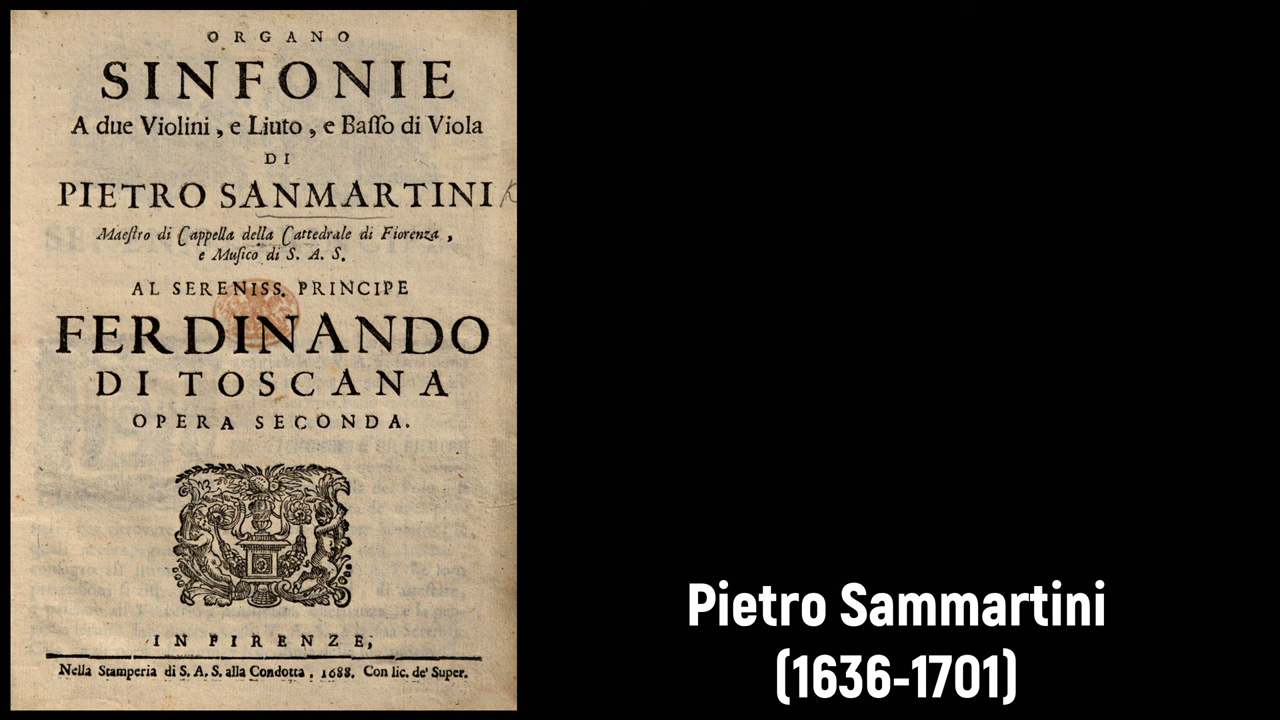 ORGANO
SINFONIE
A due Violini, e Liuto, e Baſſo di Viola
DI
PIETRO SANMARTINI
Maeſtro di Cappella della Cattedrale di Fiorenza,
e Muſico di S. A. S.
AL SERENISS. PRINCIPE
FERDINANDO
DI TOSCANA
OPERA SECONDA.
IN FIRENZE,
Nella Stamperia di S. A. S. alla Condotta. 1688. Con lic. de' Super.
Pietro Sammartini
(1636-1701)